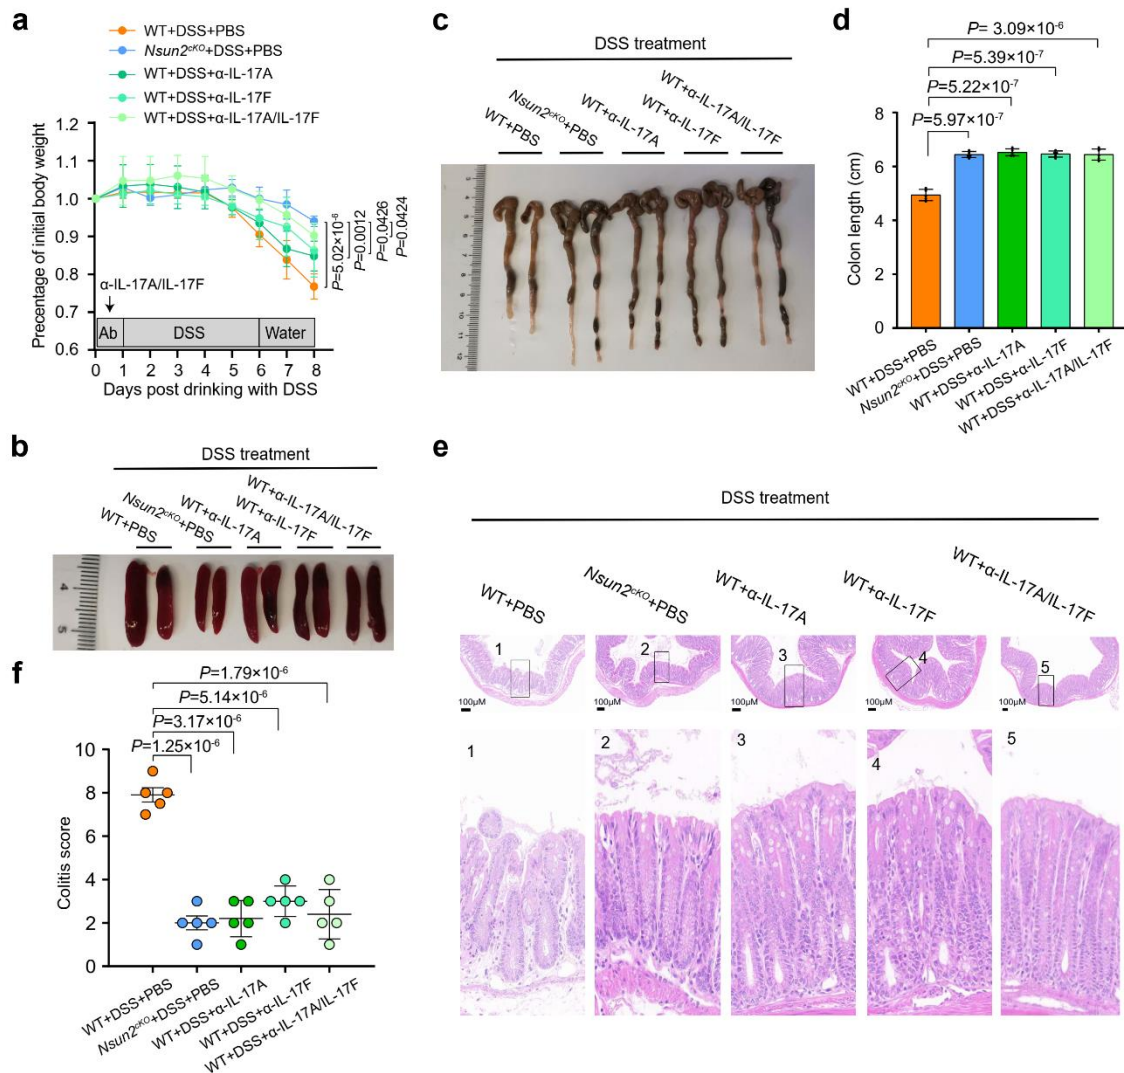 a
WT+DSS+PBS
Nsun2cKO+DSS+PBS
WT+DSS+α-IL-17A
WT+DSS+α-IL-17F
WT+DSS+α-IL-17A/IL-17F
Precentage of initial body weight
1.2
1.1
1.0
0.9
0.8
0.7
0.6
α-IL-17A/IL-17F
Ab
DSS
Water
0 1 2 3 4 5 6 7 8
Days post drinking with DSS
P=5.02×10-6
P=0.0012
P=0.0426
P=0.0424
b
DSS treatment
WT+PBS
Nsun2cKO+PBS
WT+α-IL-17A
WT+α-IL-17F
WT+α-IL-17A/IL-17F
4
5
c
DSS treatment
WT+PBS
Nsun2cKO+PBS
WT+α-IL-17A
WT+α-IL-17F
WT+α-IL-17A/IL-17F
d
P= 3.09×10-6
P=5.39×10-7
P=5.22×10-7
P=5.97×10-7
Colon length (cm)
8
6
4
2
0
WT+DSS+PBS
Nsun2cKO+DSS+PBS
WT+DSS+α-IL-17A
WT+DSS+α-IL-17F
WT+DSS+α-IL-17A/IL-17F
e
DSS treatment
WT+PBS
Nsun2cKO+PBS
WT+α-IL-17A
WT+α-IL-17F
WT+α-IL-17A/IL-17F
1
100μM
2
100μM
3
100μM
4
100μM
5
100μM
1
2
3
4
5
f
P=1.79×10-6
P=5.14×10-6
P=3.17×10-6
P=1.25×10-6
Colitis score
10
8
6
4
2
0
WT+DSS+PBS
Nsun2cKO+DSS+PBS
WT+DSS+α-IL-17A
WT+DSS+α-IL-17F
WT+DSS+α-IL-17A/IL-17F